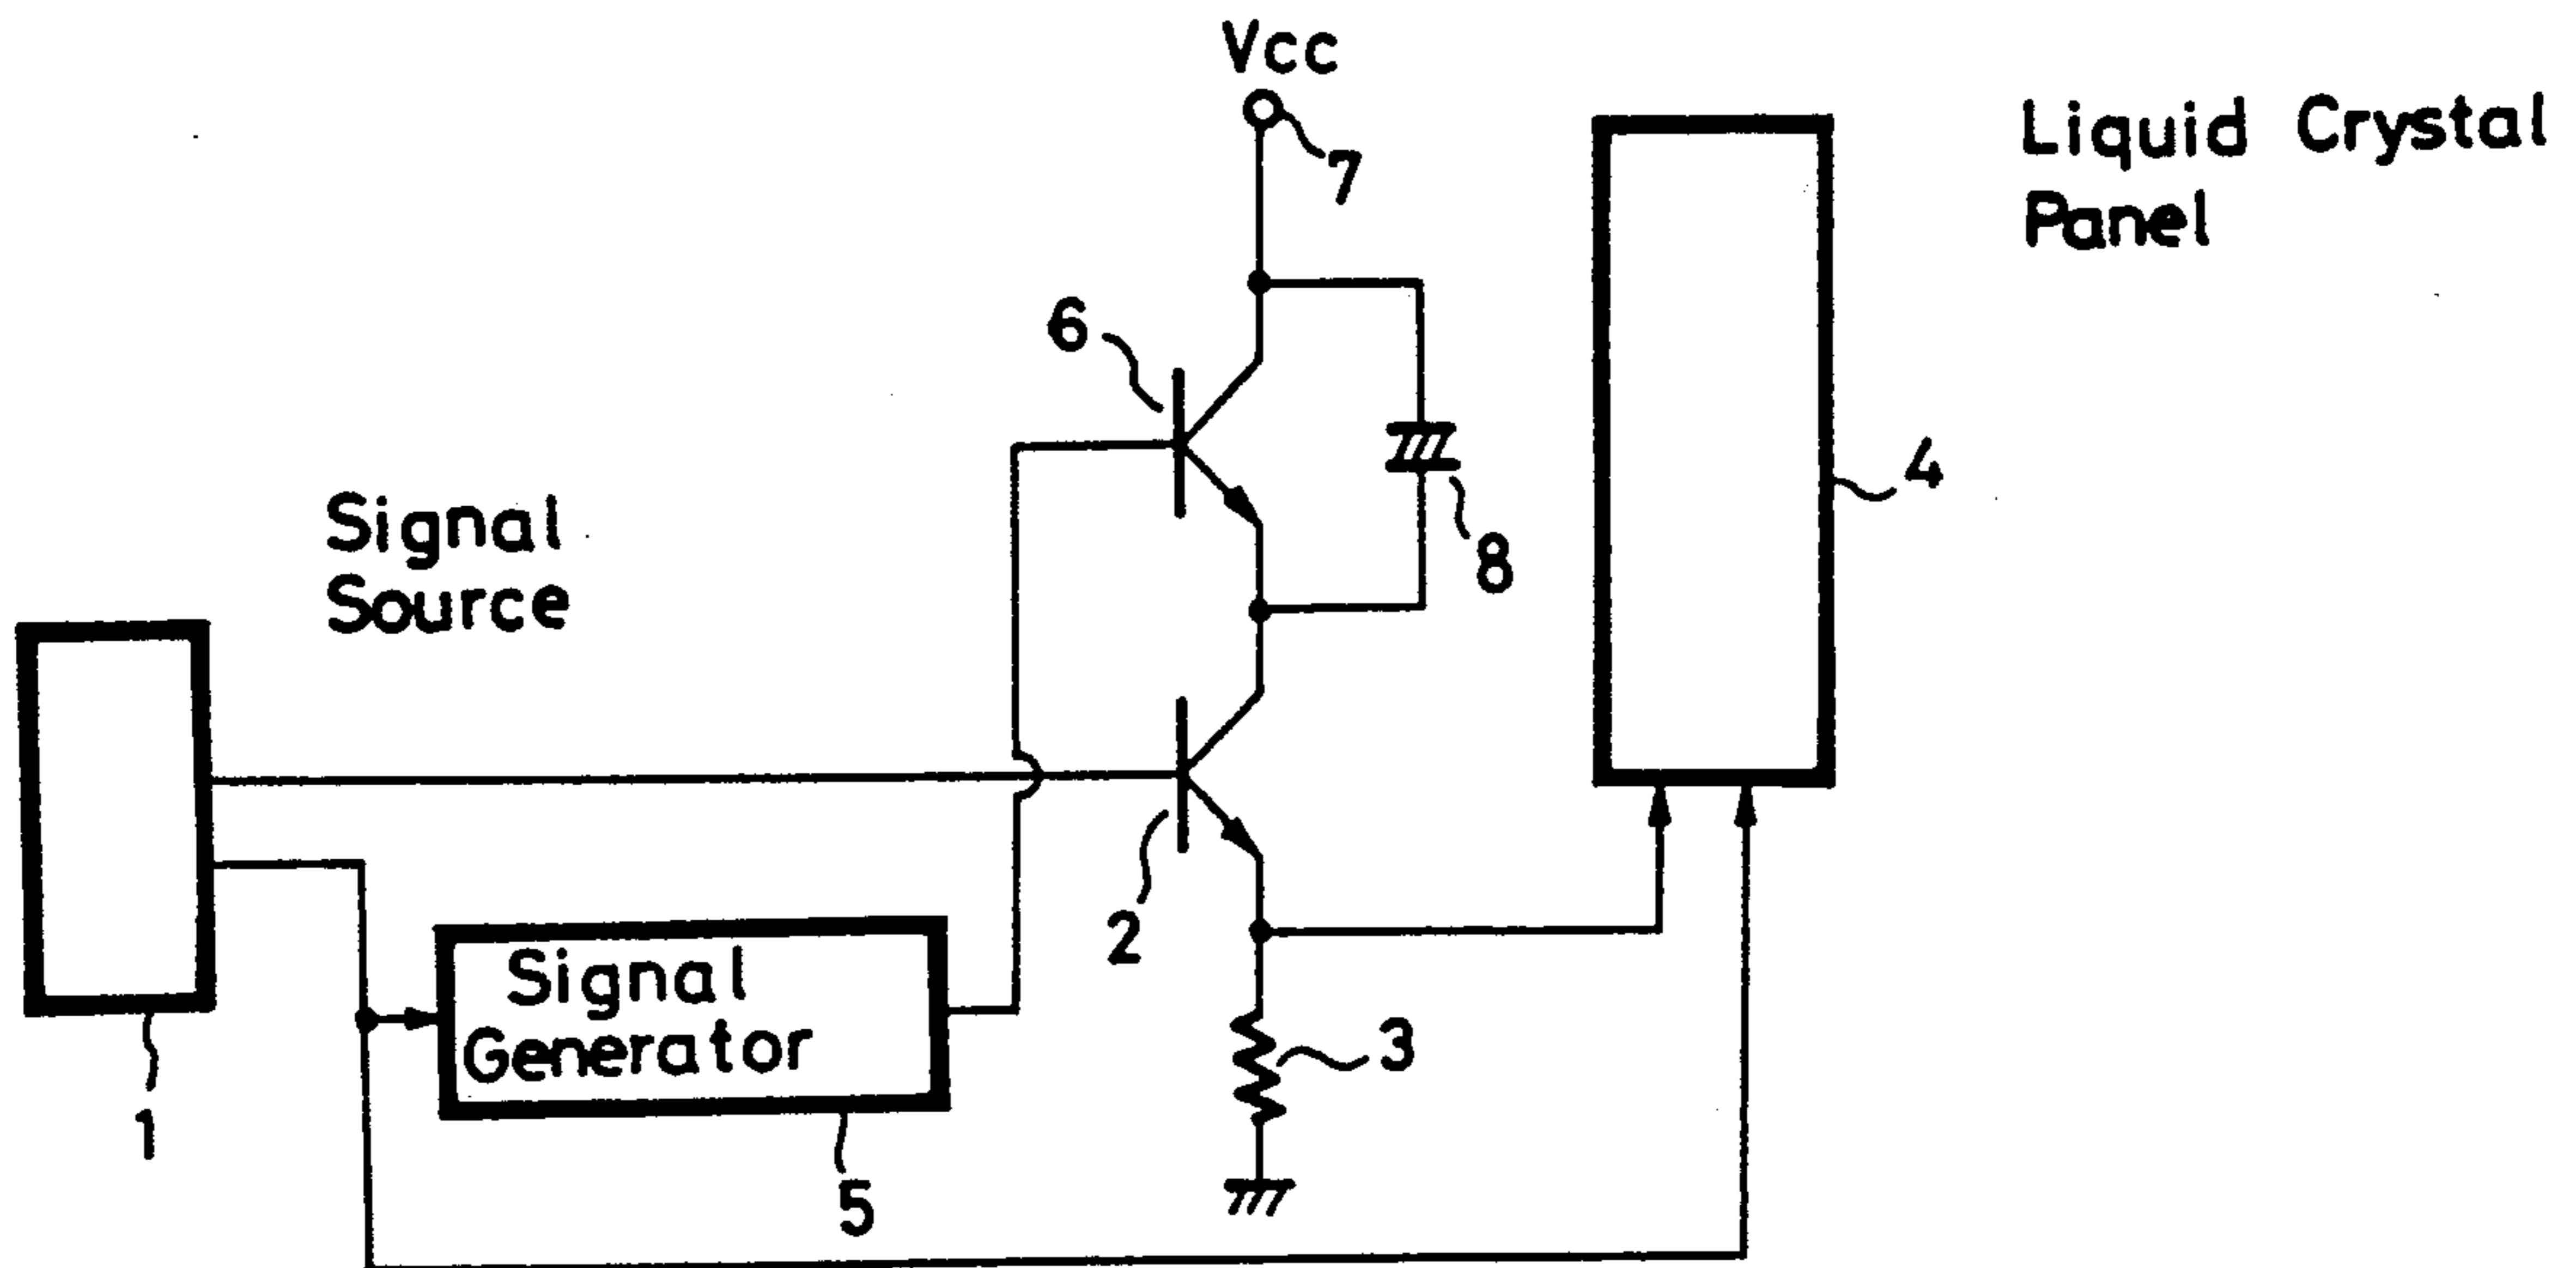 Vcc
7
Liquid Crystal
Panel
6
4
8
Signal
Source
2
Signal
Generator
3
1
5